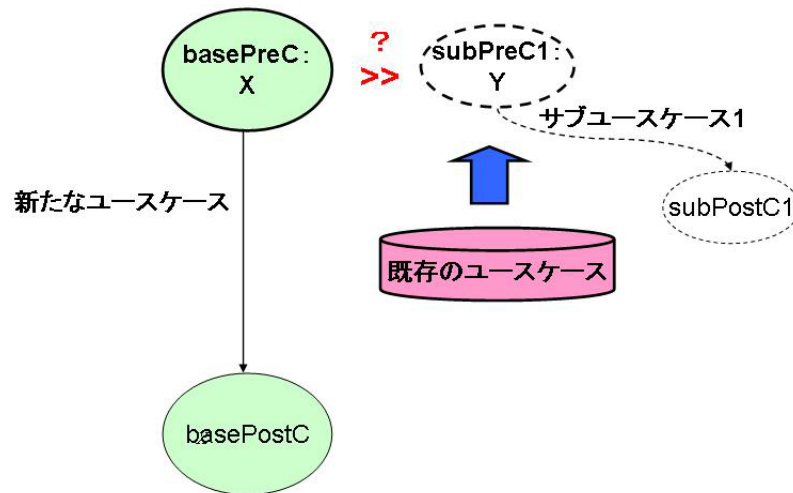 basePreC:
X
?
>>
subPreC1:
Y
サブユースケース1
新たなユースケース
subPostC1
既存のユースケース
basePostC